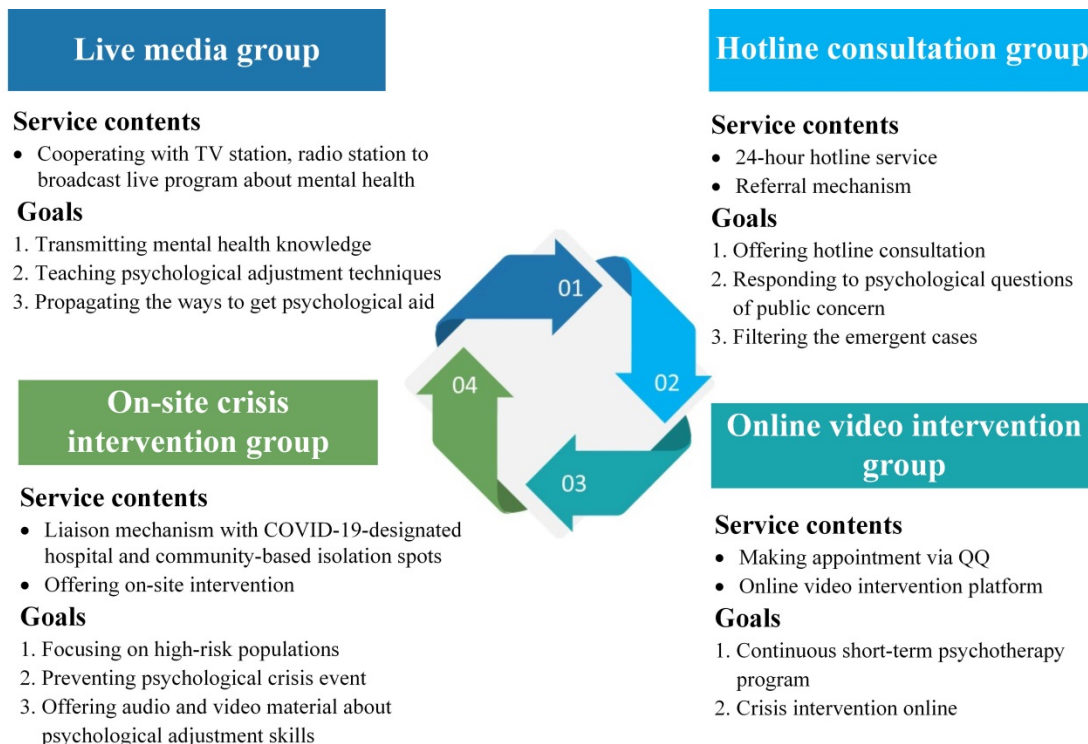 Live media group
Service contents
• Cooperating with TV station, radio station to
broadcast live program about mental health
Goals
1. Transmitting mental health knowledge
2. Teaching psychological adjustment techniques
3. Propagating the ways to get psychological aid
Hotline consultation group
Service contents
• 24-hour hotline service
• Referral mechanism
Goals
1. Offering hotline consultation
2. Responding to psychological questions
of public concern
3. Filtering the emergent cases
01
02
03
04
Online video intervention
group
Service contents
• Making appointment via QQ
• Online video intervention platform
Goals
1. Continuous short-term psychotherapy
program
2. Crisis intervention online
On-site crisis
intervention group
Service contents
• Liaison mechanism with COVID-19-designated
hospital and community-based isolation spots
• Offering on-site intervention
Goals
1. Focusing on high-risk populations
2. Preventing psychological crisis event
3. Offering audio and video material about
psychological adjustment skills